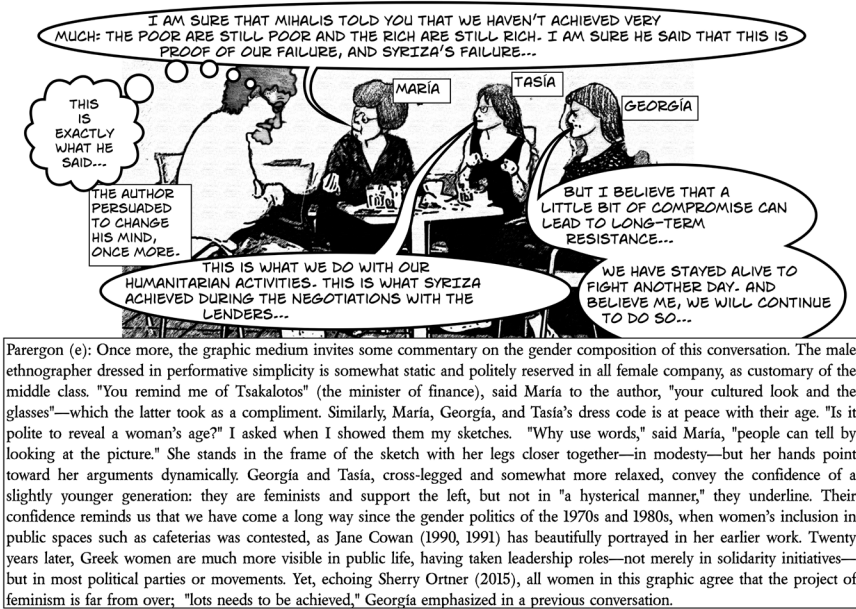 I AM SURE THAT MIHALIS TOLD YOU THAT WE HAVEN'T ACHIEVED VERY
MUCH: THE POOR ARE STILL POOR AND THE RICH ARE STILL RICH. I AM SURE HE SAID THAT THIS IS
PROOF OF OUR FAILURE, AND SYRIZA'S FAILURE...
THIS
IS
EXACTLY
WHAT HE
SAID...
MARÍA
TASÍA
GEORGÍA
THE AUTHOR
PERSUADED
TO CHANGE
HIS MIND,
ONCE MORE.
THIS IS WHAT WE DO WITH OUR
HUMANITARIAN ACTIVITIES. THIS IS WHAT SYRIZA
ACHIEVED DURING THE NEGOTIATIONS WITH THE
LENDERS...
BUT I BELIEVE THAT A
LITTLE BIT OF COMPROMISE CAN
LEAD TO LONG-TERM
RESISTANCE...
WE HAVE STAYED ALIVE TO
FIGHT ANOTHER DAY. AND
BELIEVE ME, WE WILL CONTINUE
TO DO SO...
Parergon (e): Once more, the graphic medium invites some commentary on the gender composition of this conversation. The male
ethnographer dressed in performative simplicity is somewhat static and politely reserved in all female company, as customary of the
middle class. "You remind me of Tsakalotos" (the minister of finance), said María to the author, "your cultured look and the
glasses"—which the latter took as a compliment. Similarly, María, Georgía, and Tasía's dress code is at peace with their age. "Is it
polite to reveal a woman's age?" I asked when I showed them my sketches. "Why use words," said María, "people can tell by
looking at the picture." She stands in the frame of the sketch with her legs closer together—in modesty—but her hands point
toward her arguments dynamically. Georgía and Tasía, cross-legged and somewhat more relaxed, convey the confidence of a
slightly younger generation: they are feminists and support the left, but not in "a hysterical manner," they underline. Their
confidence reminds us that we have come a long way since the gender politics of the 1970s and 1980s, when women's inclusion in
public spaces such as cafeterias was contested, as Jane Cowan (1990, 1991) has beautifully portrayed in her earlier work. Twenty
years later, Greek women are much more visible in public life, having taken leadership roles—not merely in solidarity initiatives—
but in most political parties or movements. Yet, echoing Sherry Ortner (2015), all women in this graphic agree that the project of
feminism is far from over; "lots needs to be achieved," Georgía emphasized in a previous conversation.